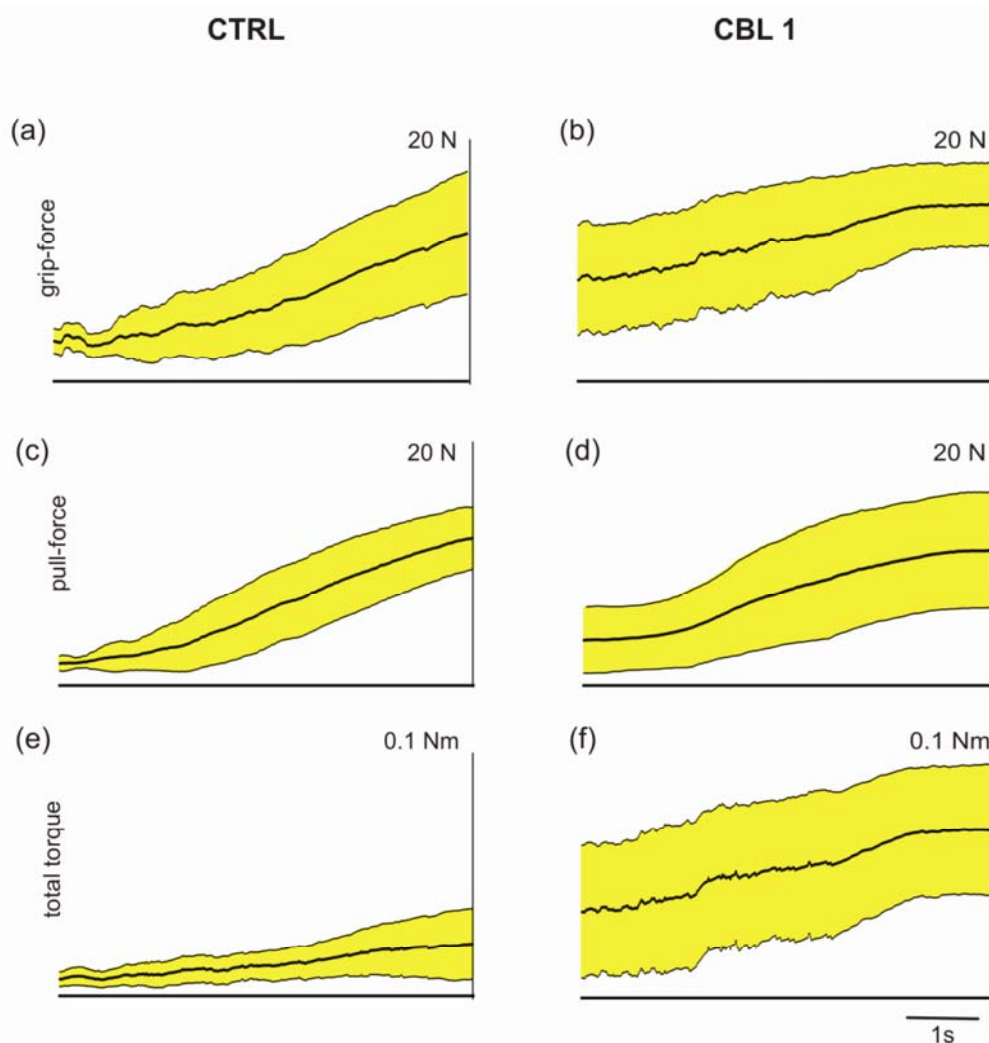 CTRL CBL 1
(a) 20 N (b) 20 N
grip-force
(c) 20 N (d) 20 N
pull-force
(e) 0.1 Nm (f) 0.1 Nm
total torque
1s